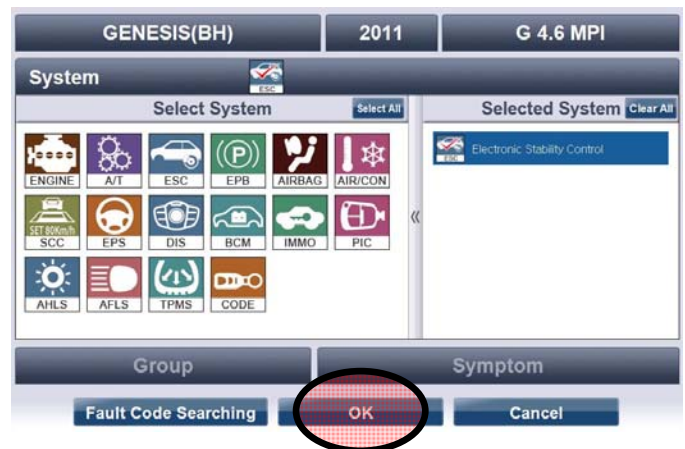 GENESIS(BH) 2011 G 4.6 MPI
System ESC
Select System Select All Selected System Clear All
ESC Electronic Stability Control
ENGINE A/T ESC (P) EPB AIRBAG AIR/CON
SET 80Km/h SCC EPS DIS BCM IMMO PIC
«
AHLS AFLS TPMS CODE
Group Symptom
Fault Code Searching OK Cancel